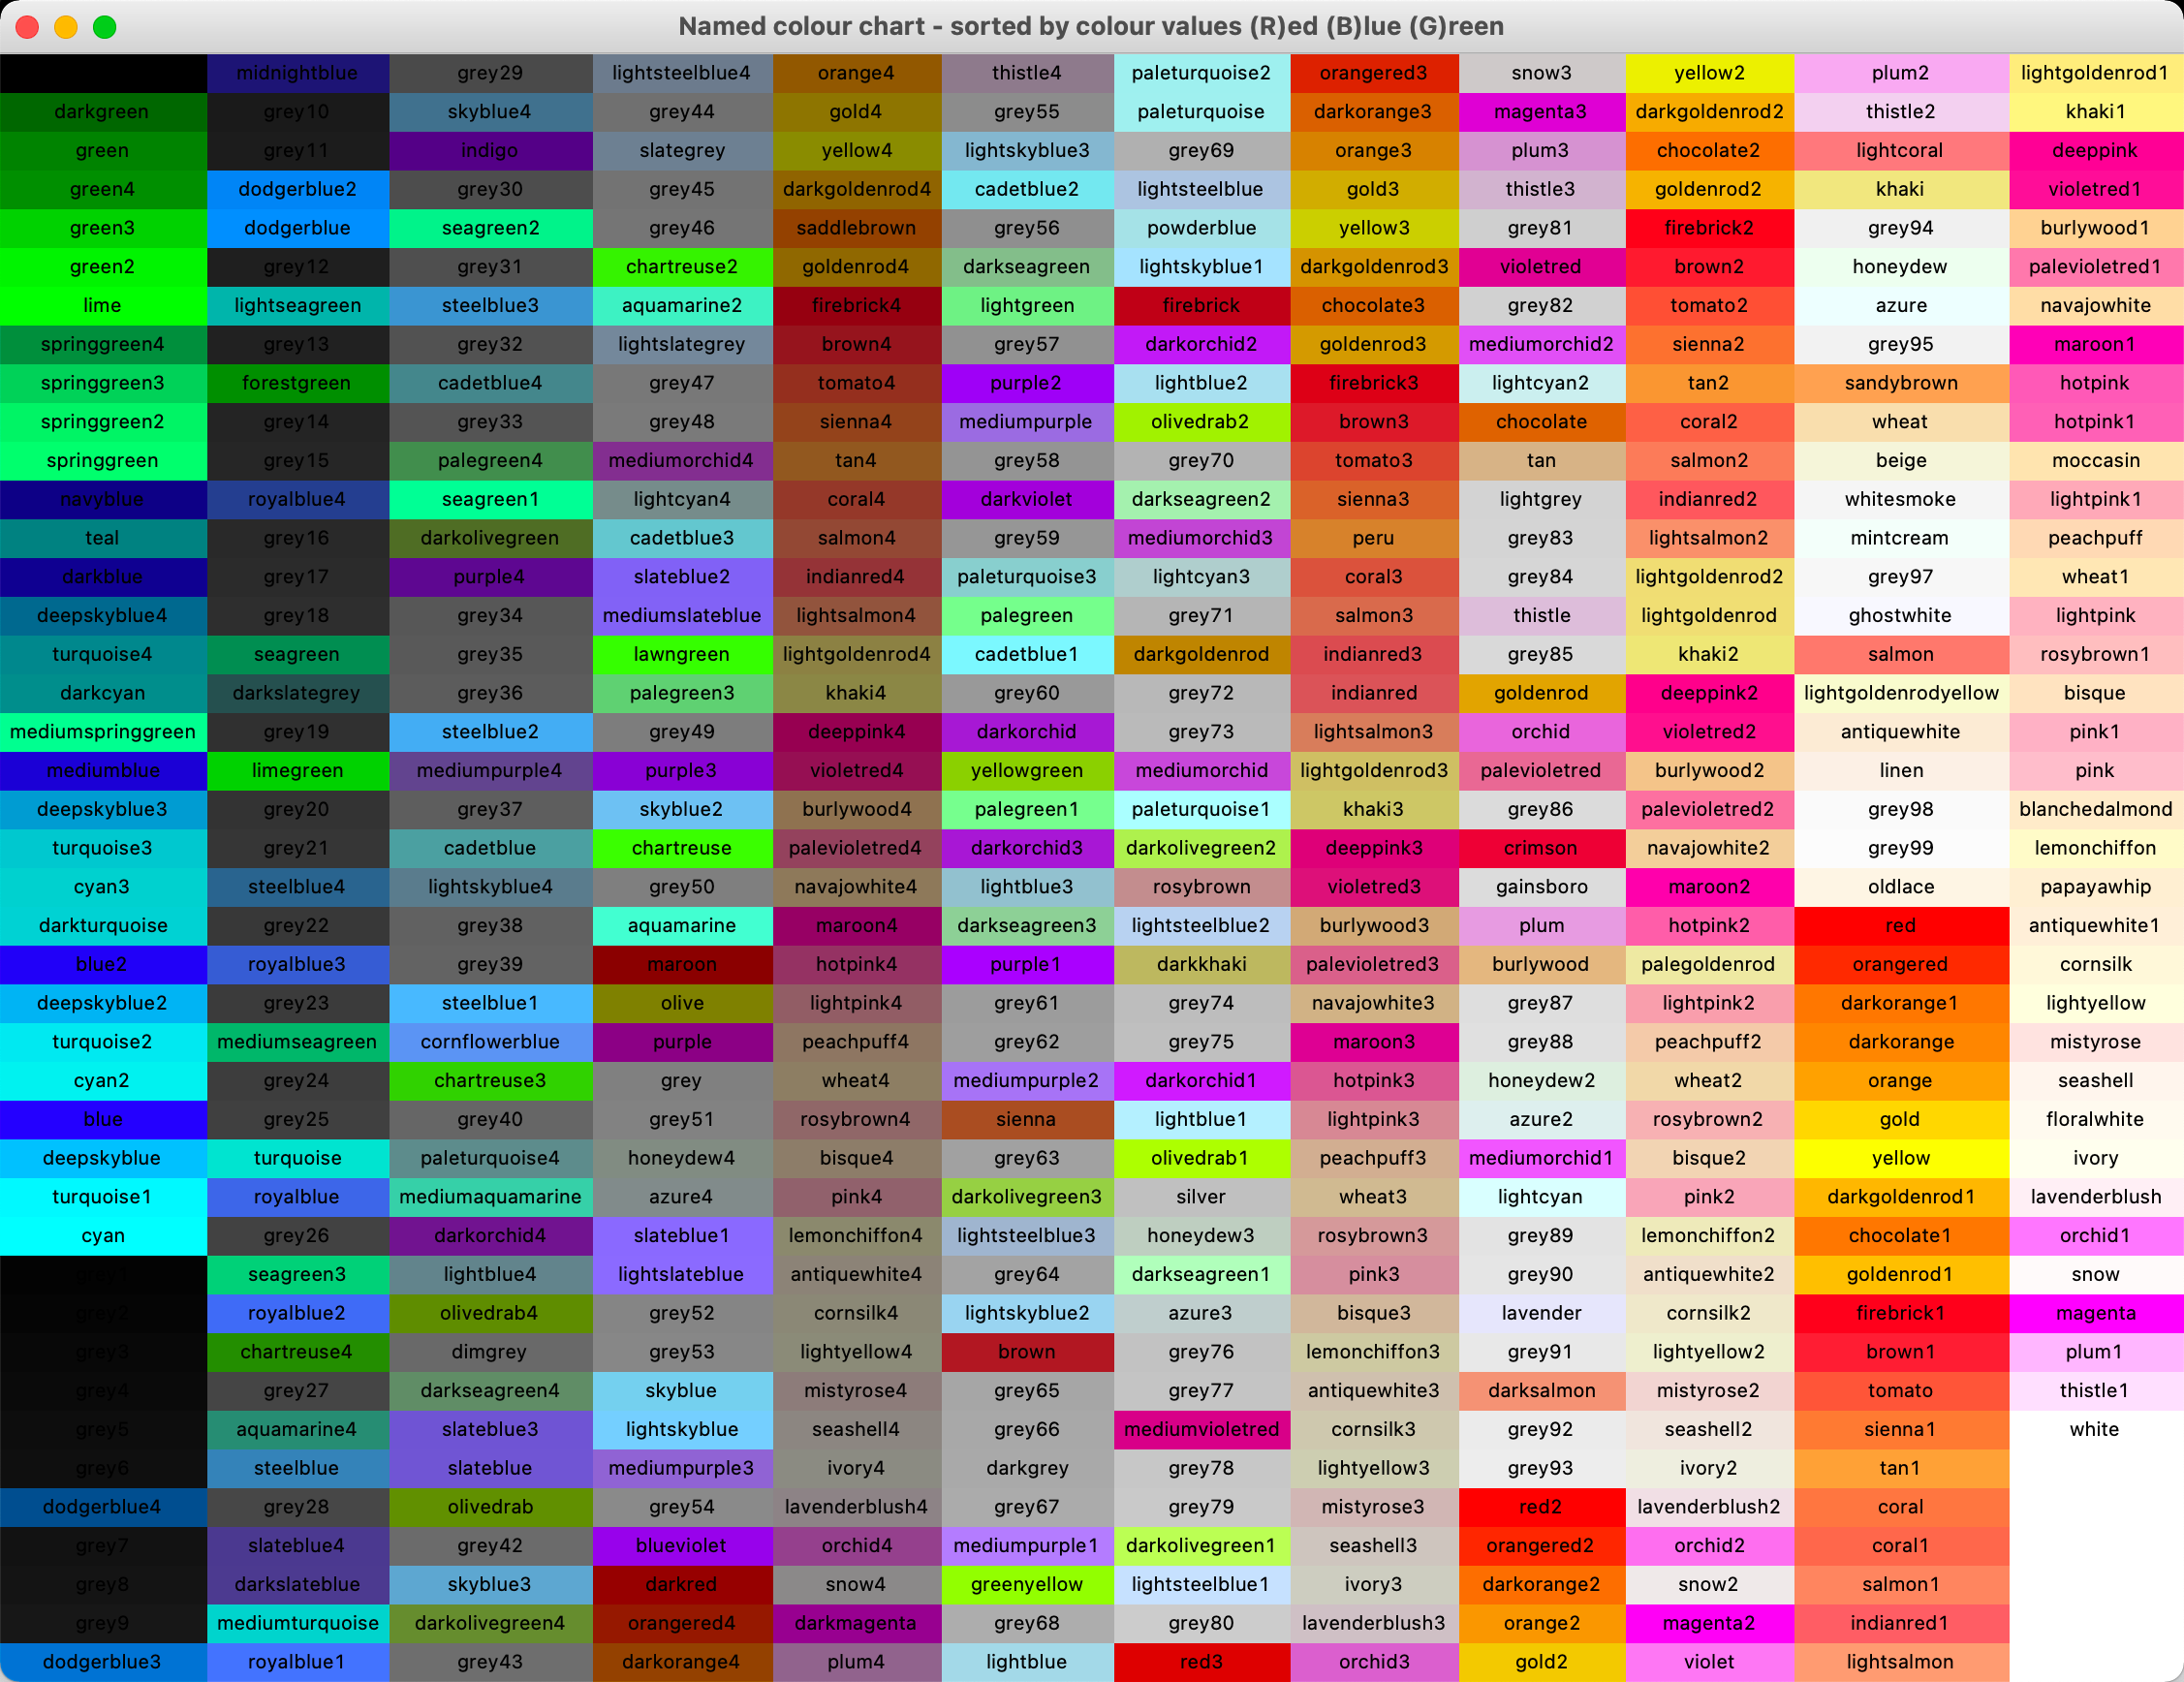 Named colour chart - sorted by colour values (R)ed (B)lue (G)reen
midnightblue grey29 lightsteelblue4 orange4 thistle4 paleturquoise2 orangered3 snow3 yellow2 plum2 lightgoldenrod1
darkgreen grey10 skyblue4 grey44 gold4 grey55 paleturquoise darkorange3 magenta3 darkgoldenrod2 thistle2 khaki1
green grey11 indigo slategrey yellow4 lightskyblue3 grey69 orange3 plum3 chocolate2 lightcoral deeppink
green4 dodgerblue2 grey30 grey45 darkgoldenrod4 cadetblue2 lightsteelblue gold3 thistle3 goldenrod2 khaki violetred1
green3 dodgerblue seagreen2 grey46 saddlebrown grey56 powderblue yellow3 grey81 firebrick2 grey94 burlywood1
green2 grey12 grey31 chartreuse2 goldenrod4 darkseagreen lightskyblue1 darkgoldenrod3 violetred brown2 honeydew palevioletred1
lime lightseagreen steelblue3 aquamarine2 firebrick4 lightgreen firebrick chocolate3 grey82 tomato2 azure navajowhite
springgreen4 grey13 grey32 lightslategrey brown4 grey57 darkorchid2 goldenrod3 mediumorchid2 sienna2 grey95 maroon1
springgreen3 forestgreen cadetblue4 grey47 tomato4 purple2 lightblue2 firebrick3 lightcyan2 tan2 sandybrown hotpink
springgreen2 grey14 grey33 grey48 sienna4 mediumpurple olivedrab2 brown3 chocolate coral2 wheat hotpink1
springgreen grey15 palegreen4 mediumorchid4 tan4 grey58 grey70 tomato3 tan salmon2 beige moccasin
navyblue royalblue4 seagreen1 lightcyan4 coral4 darkviolet darkseagreen2 sienna3 lightgrey indianred2 whitesmoke lightpink1
teal grey16 darkolivegreen cadetblue3 salmon4 grey59 mediumorchid3 peru grey83 lightsalmon2 mintcream peachpuff
darkblue grey17 purple4 slateblue2 indianred4 paleturquoise3 lightcyan3 coral3 grey84 lightgoldenrod2 grey97 wheat1
deepskyblue4 grey18 grey34 mediumslateblue lightsalmon4 palegreen grey71 salmon3 thistle lightgoldenrod ghostwhite lightpink
turquoise4 seagreen grey35 lawngreen lightgoldenrod4 cadetblue1 darkgoldenrod indianred3 grey85 khaki2 salmon rosybrown1
darkcyan darkslategrey grey36 palegreen3 khaki4 grey60 grey72 indianred goldenrod deeppink2 lightgoldenrodyellow bisque
mediumspringgreen grey19 steelblue2 grey49 deeppink4 darkorchid grey73 lightsalmon3 orchid violetred2 antiquewhite pink1
mediumblue limegreen mediumpurple4 purple3 violetred4 yellowgreen mediumorchid lightgoldenrod3 palevioletred burlywood2 linen pink
deepskyblue3 grey20 grey37 skyblue2 burlywood4 palegreen1 paleturquoise1 khaki3 grey86 palevioletred2 grey98 blanchedalmond
turquoise3 grey21 cadetblue chartreuse palevioletred4 darkorchid3 darkolivegreen2 deeppink3 crimson navajowhite2 grey99 lemonchiffon
cyan3 steelblue4 lightskyblue4 grey50 navajowhite4 lightblue3 rosybrown violetred3 gainsboro maroon2 oldlace papayawhip
darkturquoise grey22 grey38 aquamarine maroon4 darkseagreen3 lightsteelblue2 burlywood3 plum hotpink2 red antiquewhite1
blue2 royalblue3 grey39 maroon hotpink4 purple1 darkkhaki palevioletred3 burlywood palegoldenrod orangered cornsilk
deepskyblue2 grey23 steelblue1 olive lightpink4 grey61 grey74 navajowhite3 grey87 lightpink2 darkorange1 lightyellow
turquoise2 mediumseagreen cornflowerblue purple peachpuff4 grey62 grey75 maroon3 grey88 peachpuff2 darkorange mistyrose
cyan2 grey24 chartreuse3 grey wheat4 mediumpurple2 darkorchid1 hotpink3 honeydew2 wheat2 orange seashell
blue grey25 grey40 grey51 rosybrown4 sienna lightblue1 lightpink3 azure2 rosybrown2 gold floralwhite
deepskyblue turquoise paleturquoise4 honeydew4 bisque4 grey63 olivedrab1 peachpuff3 mediumorchid1 bisque2 yellow ivory
turquoise1 royalblue mediumaquamarine azure4 pink4 darkolivegreen3 silver wheat3 lightcyan pink2 darkgoldenrod1 lavenderblush
cyan grey26 darkorchid4 slateblue1 lemonchiffon4 lightsteelblue3 honeydew3 rosybrown3 grey89 lemonchiffon2 chocolate1 orchid1
grey1 seagreen3 lightblue4 lightslateblue antiquewhite4 grey64 darkseagreen1 pink3 grey90 antiquewhite2 goldenrod1 snow
grey2 royalblue2 olivedrab4 grey52 cornsilk4 lightskyblue2 azure3 bisque3 lavender cornsilk2 firebrick1 magenta
grey3 chartreuse4 dimgrey grey53 lightyellow4 brown grey76 lemonchiffon3 grey91 lightyellow2 brown1 plum1
grey4 grey27 darkseagreen4 skyblue mistyrose4 grey65 grey77 antiquewhite3 darksalmon mistyrose2 tomato thistle1
grey5 aquamarine4 slateblue3 lightskyblue seashell4 grey66 mediumvioletred cornsilk3 grey92 seashell2 sienna1 white
grey6 steelblue slateblue mediumpurple3 ivory4 darkgrey grey78 lightyellow3 grey93 ivory2 tan1
dodgerblue4 grey28 olivedrab grey54 lavenderblush4 grey67 grey79 mistyrose3 red2 lavenderblush2 coral
grey7 slateblue4 grey42 blueviolet orchid4 mediumpurple1 darkolivegreen1 seashell3 orangered2 orchid2 coral1
grey8 darkslateblue skyblue3 darkred snow4 greenyellow lightsteelblue1 ivory3 darkorange2 snow2 salmon1
grey9 mediumturquoise darkolivegreen4 orangered4 darkmagenta grey68 grey80 lavenderblush3 orange2 magenta2 indianred1
dodgerblue3 royalblue1 grey43 darkorange4 plum4 lightblue red3 orchid3 gold2 violet lightsalmon